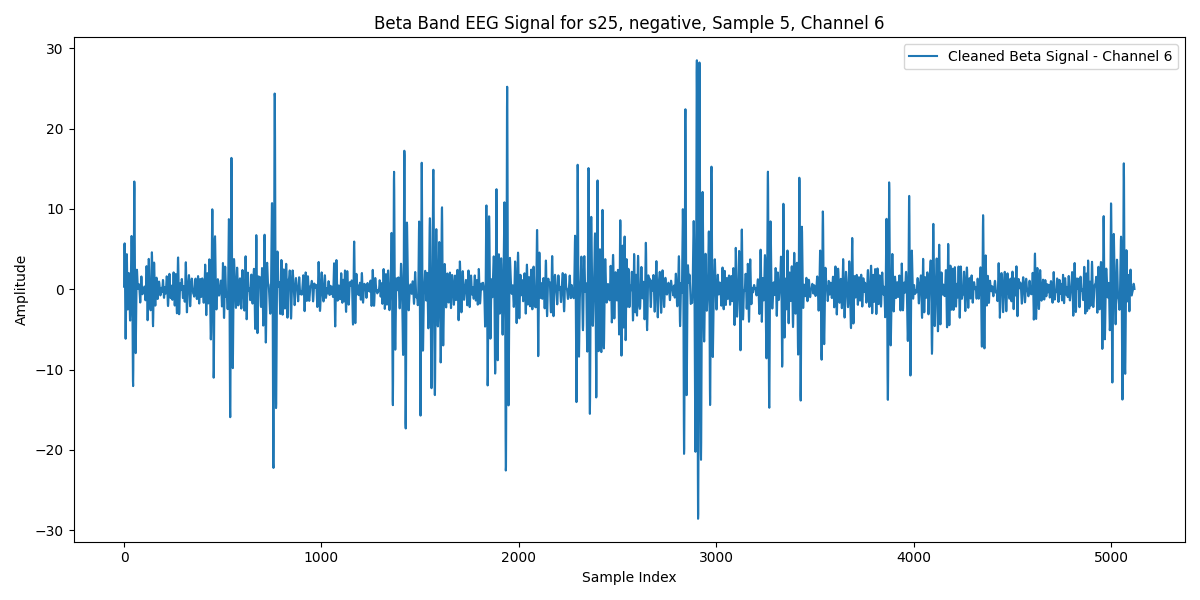 Beta Band EEG Signal for s25, negative, Sample 5, Channel 6
Cleaned Beta Signal - Channel 6
Amplitude
30
20
10
0
−10
−20
−30
0 1000 2000 3000 4000 5000
Sample Index